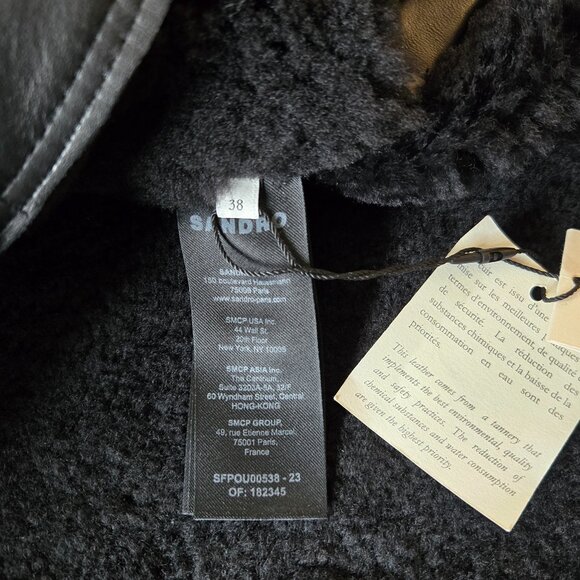 38
SANDRO
SAND
150 boulevard Haussmann
75008 Paris
www.sandro-paris.com
SMCP USA Inc.
44 Wall St.
20th Floor
New York, NY 10005
SMCP ASIA Inc.
The Centrium,
Suite 3203A-5A, 32/F
60 Wyndham Street, Central
HONG-KONG
SMCP GROUP,
49, rue Etienne Marcel,
75001 Paris,
France
SFPOU00538 - 23
OF: 182345
cuir est issu d'une
mise sur les meilleures
termes d'environnement, de qualité
de sécurité. La réduction des
substances chimiques et la baisse de la
consommation en eau sont des
priorités.
This leather comes from a tannery that
implements the best environmental, quality
and safety practices. The reduction of
chemical substances and water consumption
are given the highest priority.